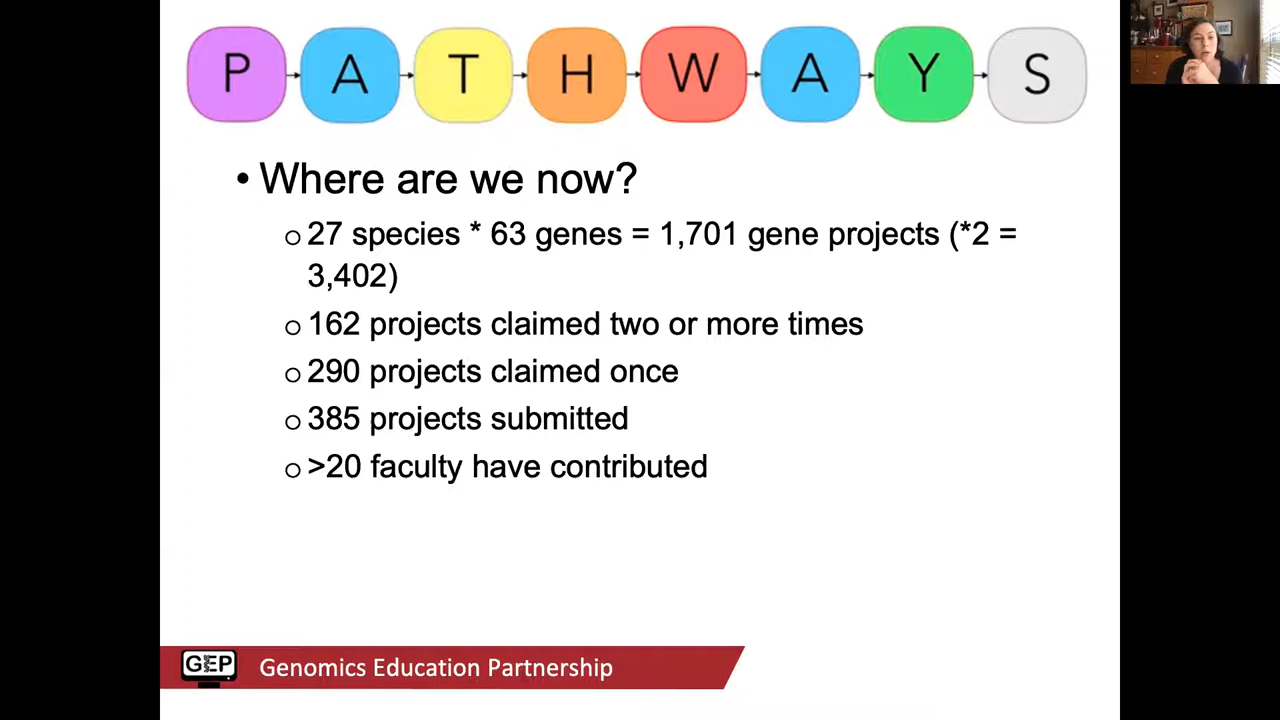 P A T H W A Y S
• Where are we now?
o 27 species * 63 genes = 1,701 gene projects (*2 =
3,402)
o 162 projects claimed two or more times
o 290 projects claimed once
o 385 projects submitted
o >20 faculty have contributed
GEP Genomics Education Partnership